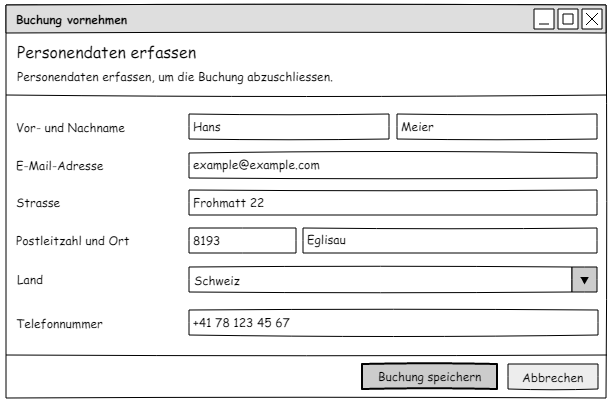 Buchung vornehmen
Personendaten erfassen
Personendaten erfassen, um die Buchung abzuschliessen.
Vor- und Nachname Hans Meier
E-Mail-Adresse example@example.com
Strasse Frohmatt 22
Postleitzahl und Ort 8193 Eglisau
Land Schweiz
Telefonnummer +41 78 123 45 67
Buchung speichern Abbrechen